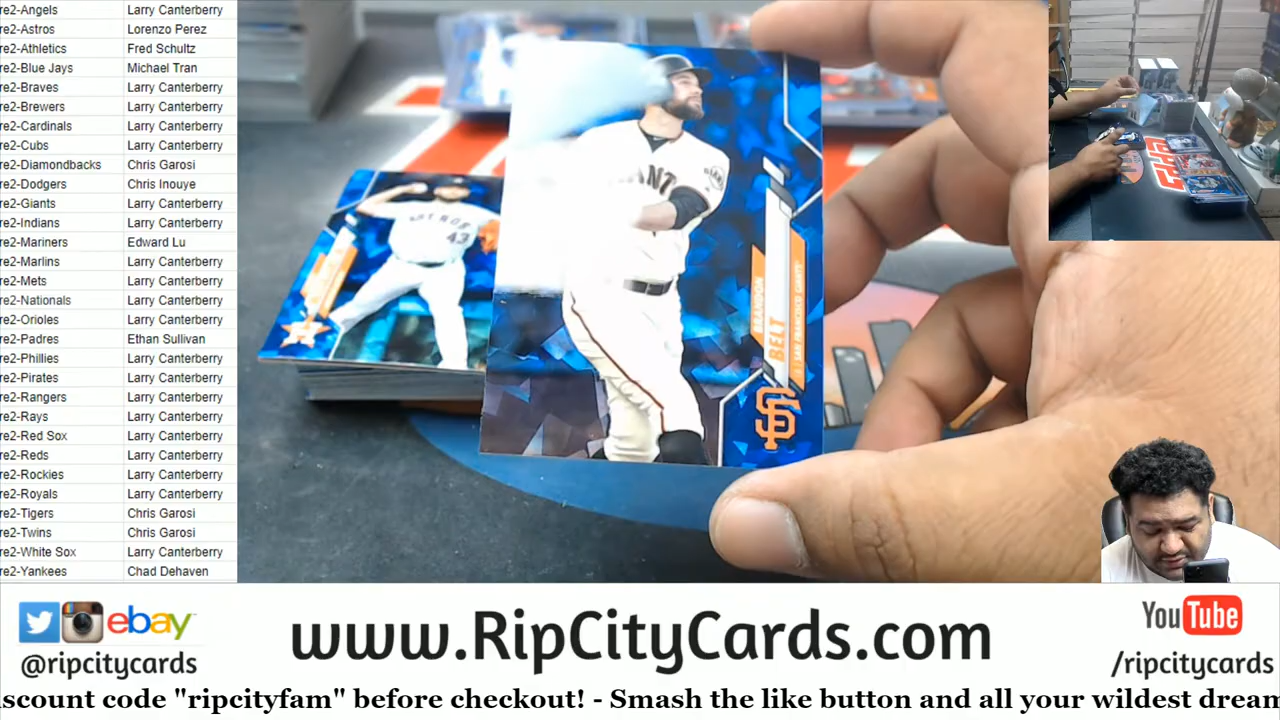 re2-Angels Larry Canterberry
re2-Astros Lorenzo Perez
re2-Athletics Fred Schultz
re2-Blue Jays Michael Tran
re2-Braves Larry Canterberry
re2-Brewers Larry Canterberry
re2-Cardinals Larry Canterberry
re2-Cubs Larry Canterberry
re2-Diamondbacks Chris Garosi
re2-Dodgers Chris Inouye
re2-Giants Larry Canterberry
re2-Indians Larry Canterberry
re2-Mariners Edward Lu
re2-Marlins Larry Canterberry
re2-Mets Larry Canterberry
re2-Nationals Larry Canterberry
re2-Orioles Larry Canterberry
re2-Padres Ethan Sullivan
re2-Phillies Larry Canterberry
re2-Pirates Larry Canterberry
re2-Rangers Larry Canterberry
re2-Rays Larry Canterberry
re2-Red Sox Larry Canterberry
re2-Reds Larry Canterberry
re2-Rockies Larry Canterberry
re2-Royals Larry Canterberry
re2-Tigers Chris Garosi
re2-Twins Chris Garosi
re2-White Sox Larry Canterberry
re2-Yankees Chad Dehaven
43
BRANDON
BELT
SAN FRANCISCO GIANTS
SF
ebay
@ripcitycards
www.RipCityCards.com
YouTube
/ripcitycards
iscount code "ripcityfam" before checkout! - Smash the like button and all your wildest dream